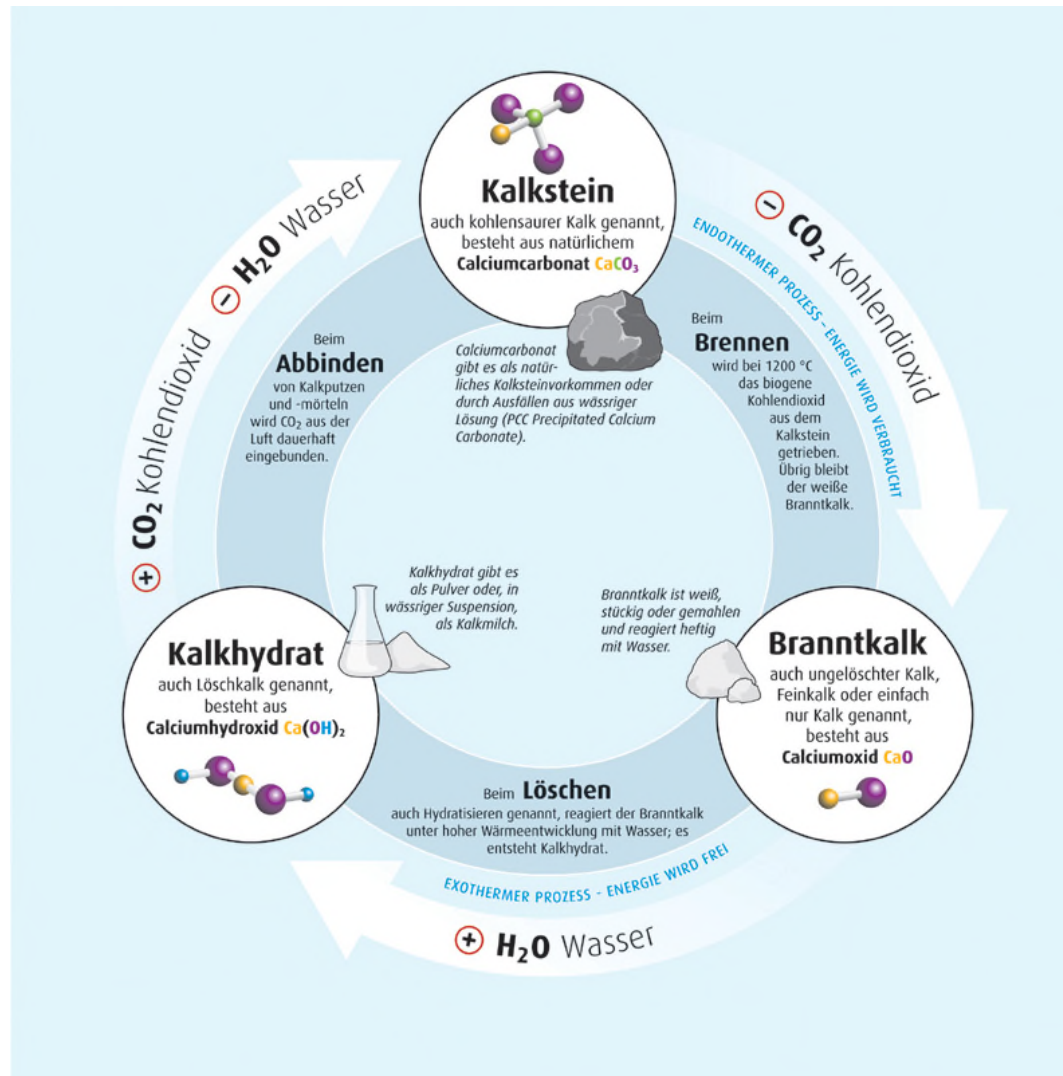 Kalkstein
auch kohlensaurer Kalk genannt,
besteht aus natürlichem
Calciumcarbonat CaCO₃
Calciumcarbonat
gibt es als natür-
liches Kalksteinvorkommen oder
durch Ausfällen aus wässriger
Lösung (PCC Precipitated Calcium
Carbonate).
− CO₂ Kohlendioxid
ENDOTHERMER PROZESS - ENERGIE WIRD VERBRAUCHT
Beim
Brennen
wird bei 1200 °C
das biogene
Kohlendioxid
aus dem
Kalkstein
getrieben.
Übrig bleibt
der weiße
Branntkalk.
Branntkalk ist weiß,
stückig oder gemahlen
und reagiert heftig
mit Wasser.
Branntkalk
auch ungelöschter Kalk,
Feinkalk oder einfach
nur Kalk genannt,
besteht aus
Calciumoxid CaO
Beim Löschen
auch Hydratisieren genannt, reagiert der Branntkalk
unter hoher Wärmeentwicklung mit Wasser; es
entsteht Kalkhydrat.
EXOTHERMER PROZESS - ENERGIE WIRD FREI
+ H₂O Wasser
Kalkhydrat gibt es
als Pulver oder, in
wässriger Suspension,
als Kalkmilch.
Kalkhydrat
auch Löschkalk genannt,
besteht aus
Calciumhydroxid Ca(OH)₂
+ CO₂ Kohlendioxid − H₂O Wasser
Beim
Abbinden
von Kalkputzen
und -mörteln
wird CO₂ aus der
Luft dauerhaft
eingebunden.